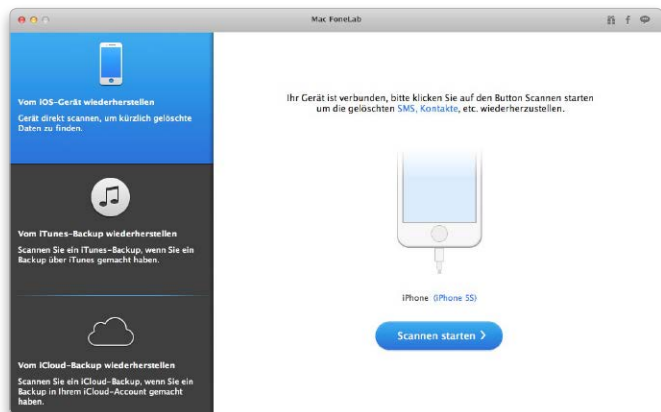 Mac FoneLab
Vom iOS-Gerät wiederherstellen
Gerät direkt scannen, um kürzlich gelöschte
Daten zu finden.
Vom iTunes-Backup wiederherstellen
Scannen Sie ein iTunes-Backup, wenn Sie ein
Backup über iTunes gemacht haben.
Vom iCloud-Backup wiederherstellen
Scannen Sie ein iCloud-Backup, wenn Sie ein
Backup in Ihrem iCloud-Account gemacht
haben.
Ihr Gerät ist verbunden, bitte klicken Sie auf den Button Scannen starten
um die gelöschten SMS, Kontakte, etc. wiederherzustellen.
iPhone (iPhone 5S)
Scannen starten